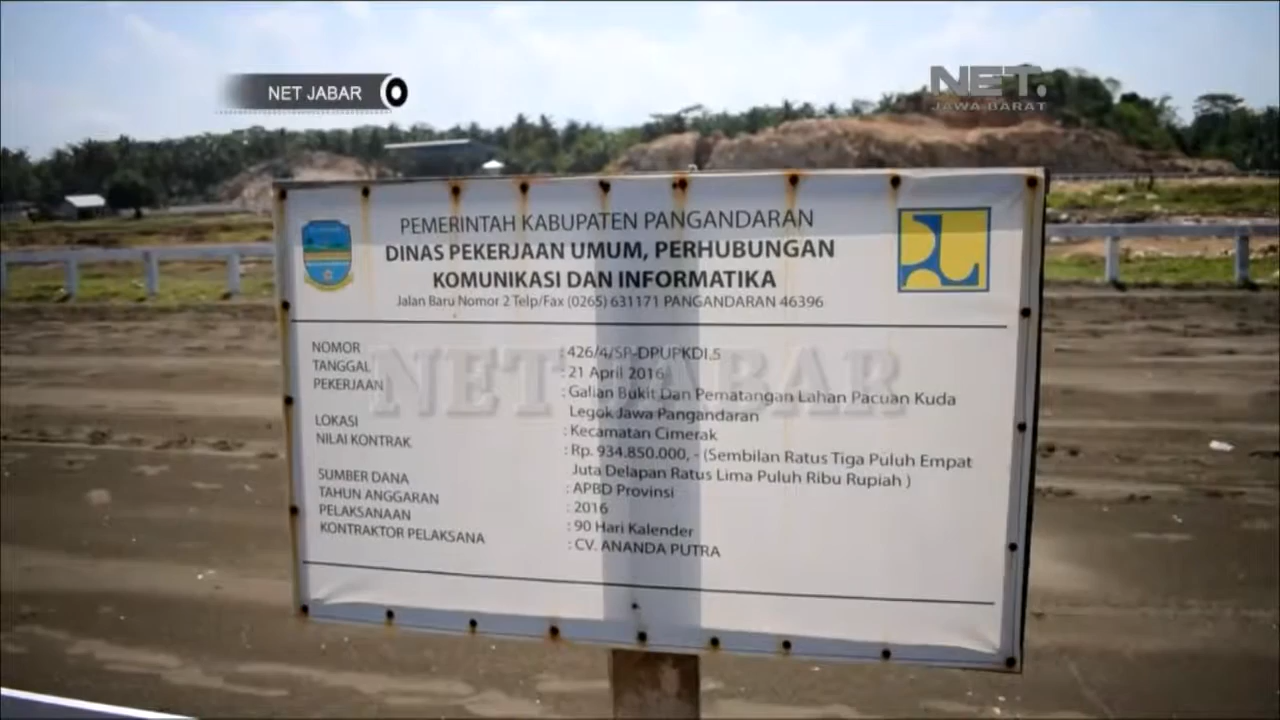 NET JABAR
NET.
JAWA BARAT
PEMERINTAH KABUPATEN PANGANDARAN
DINAS PEKERJAAN UMUM, PERHUBUNGAN
KOMUNIKASI DAN INFORMATIKA
Jalan Baru Nomor 2 Telp/Fax (0265) 631171 PANGANDARAN 46396
NOMOR : 426/4/SP-DPUPKDI.5
TANGGAL : 21 April 2016
PEKERJAAN : Galian Bukit Dan Pematangan Lahan Pacuan Kuda
Legok Jawa Pangandaran
LOKASI : Kecamatan Cimerak
NILAI KONTRAK : Rp. 934.850.000, - (Sembilan Ratus Tiga Puluh Empat
Juta Delapan Ratus Lima Puluh Ribu Rupiah )
SUMBER DANA : APBD Provinsi
TAHUN ANGGARAN : 2016
PELAKSANAAN : 90 Hari Kalender
KONTRAKTOR PELAKSANA : CV. ANANDA PUTRA
NET JABAR